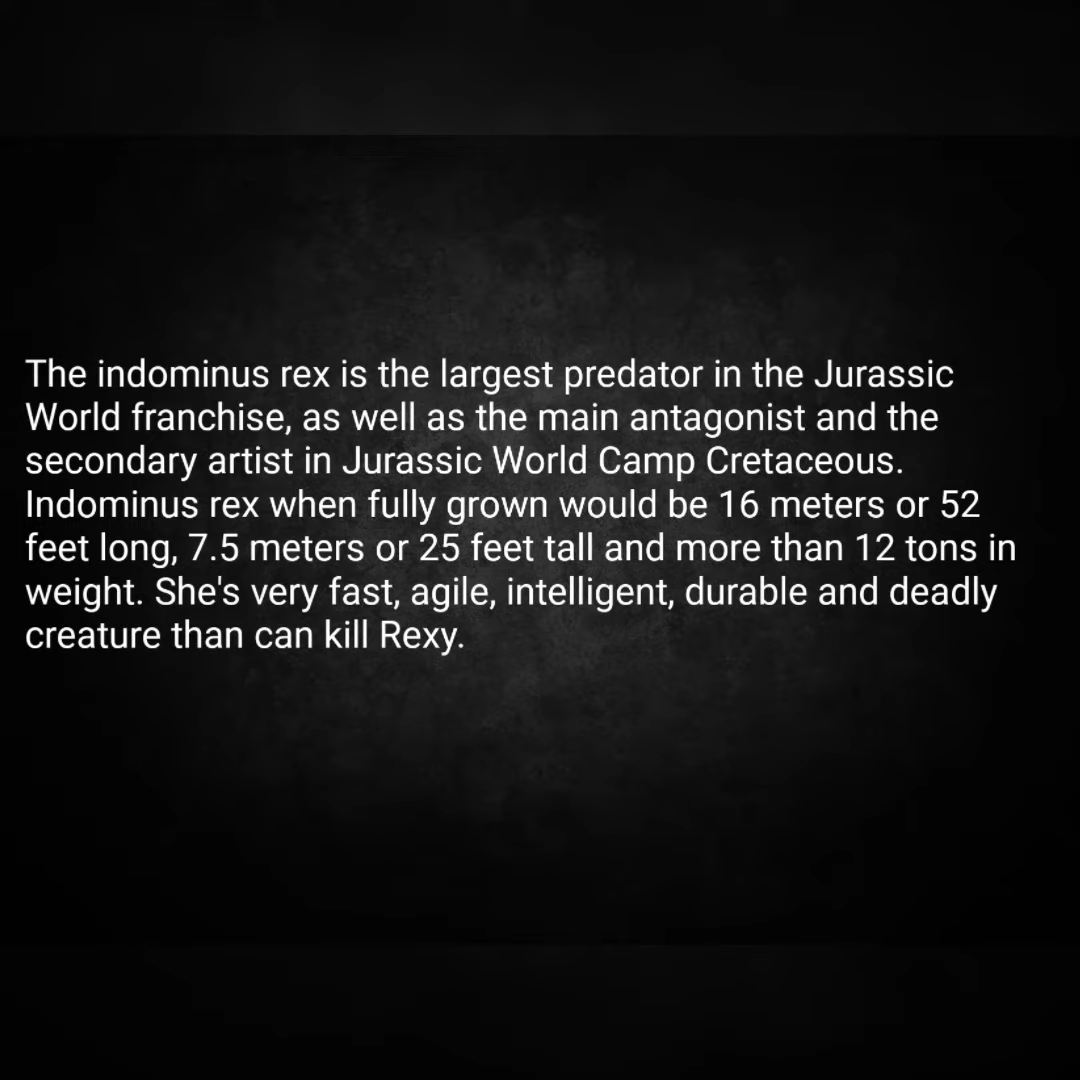 The indominus rex is the largest predator in the Jurassic
World franchise, as well as the main antagonist and the
secondary artist in Jurassic World Camp Cretaceous.
Indominus rex when fully grown would be 16 meters or 52
feet long, 7.5 meters or 25 feet tall and more than 12 tons in
weight. She's very fast, agile, intelligent, durable and deadly
creature than can kill Rexy.